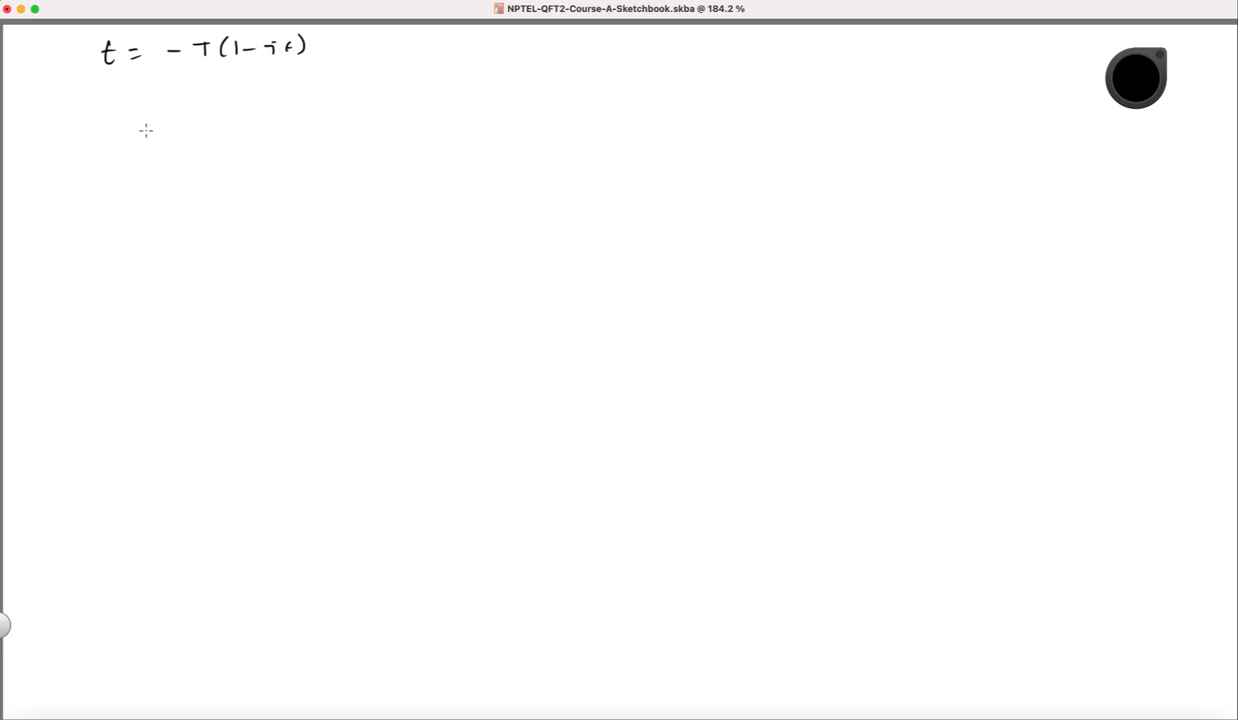 NPTEL-QFT2-Course-A-Sketchbook.skba @ 184.2 %
t = - T(1-iε)